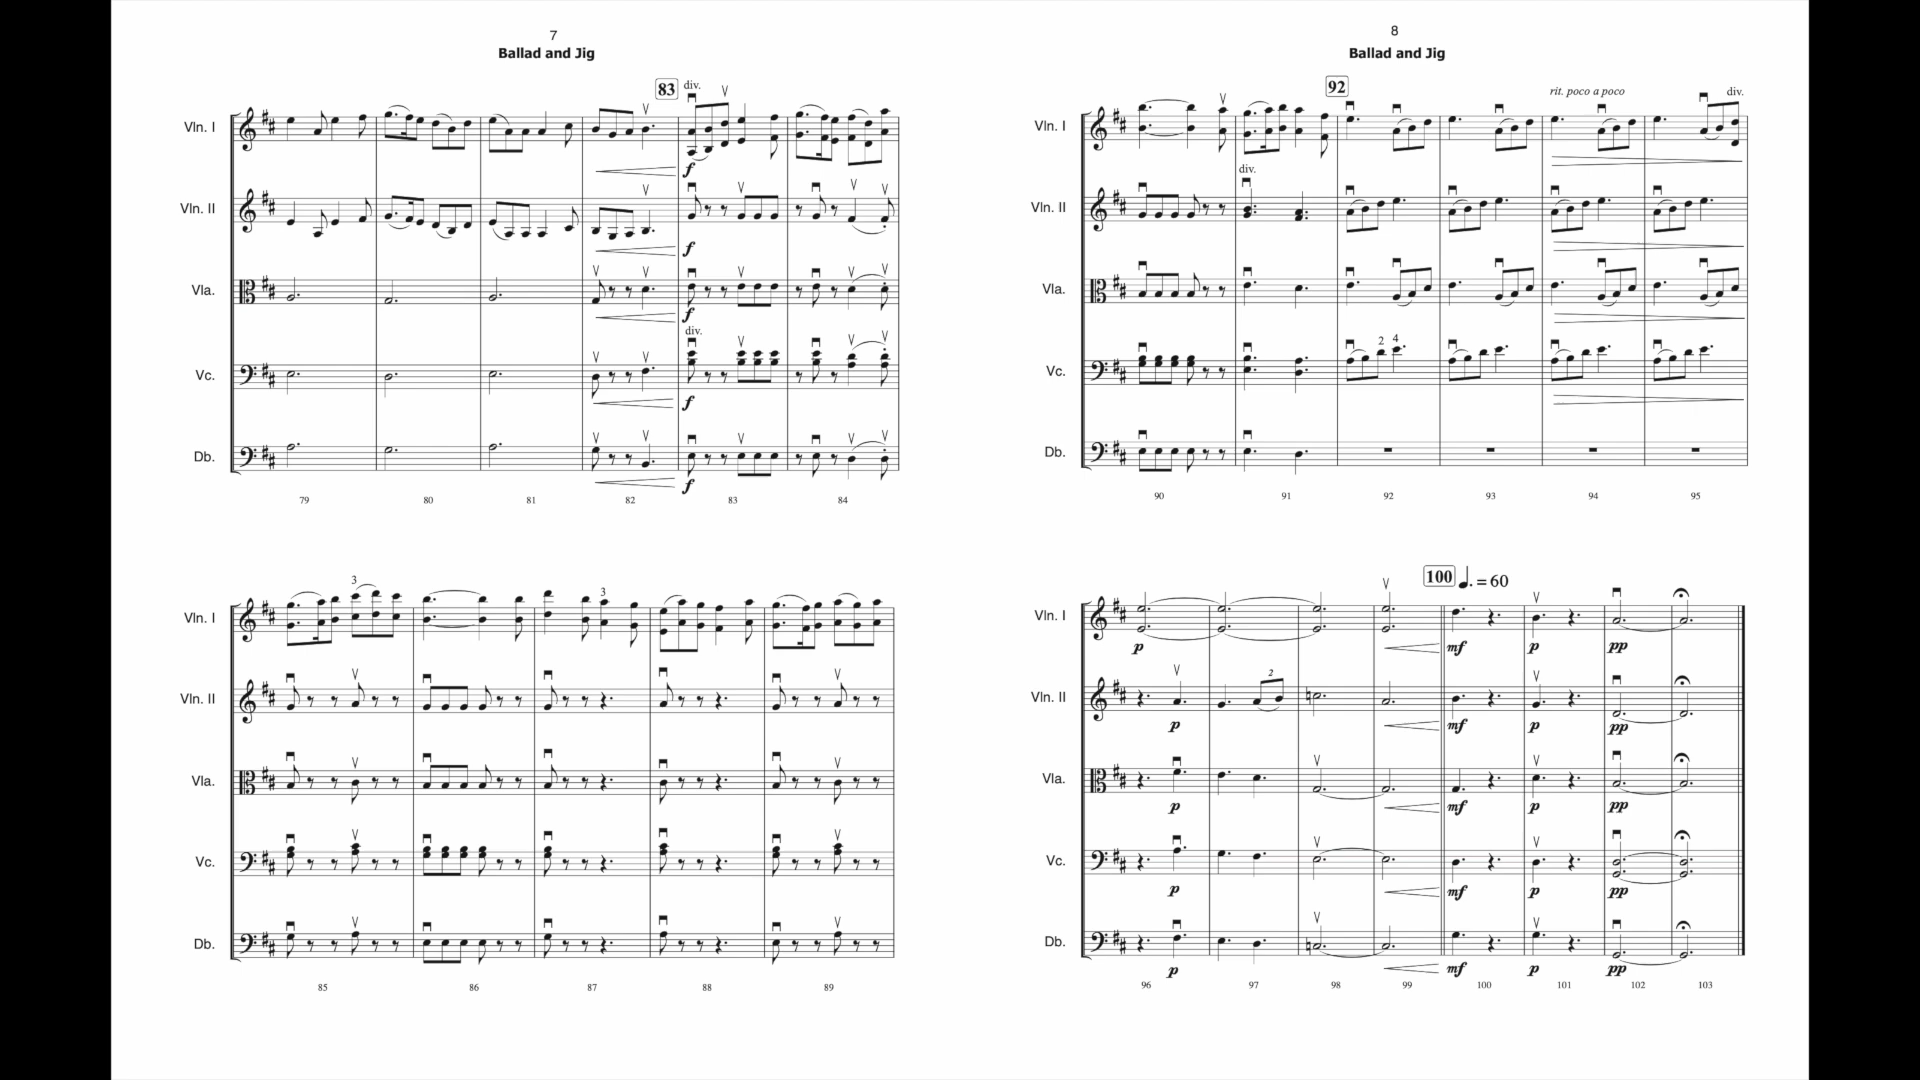 7
Ballad and Jig
83 div.
Vln. I
f
Vln. II
f
Vla.
f
div.
Vc.
f
Db.
f
79 80 81 82 83 84
3 3
Vln. I
Vln. II
Vla.
Vc.
Db.
85 86 87 88 89
8
Ballad and Jig
92 rit. poco a poco div.
Vln. I
div.
Vln. II
Vla.
2 4
Vc.
Db.
90 91 92 93 94 95
100 ♩. = 60
Vln. I
p mf p pp
2
Vln. II
p mf p pp
Vla.
p mf p pp
Vc.
p mf p pp
Db.
p mf p pp
96 97 98 99 100 101 102 103